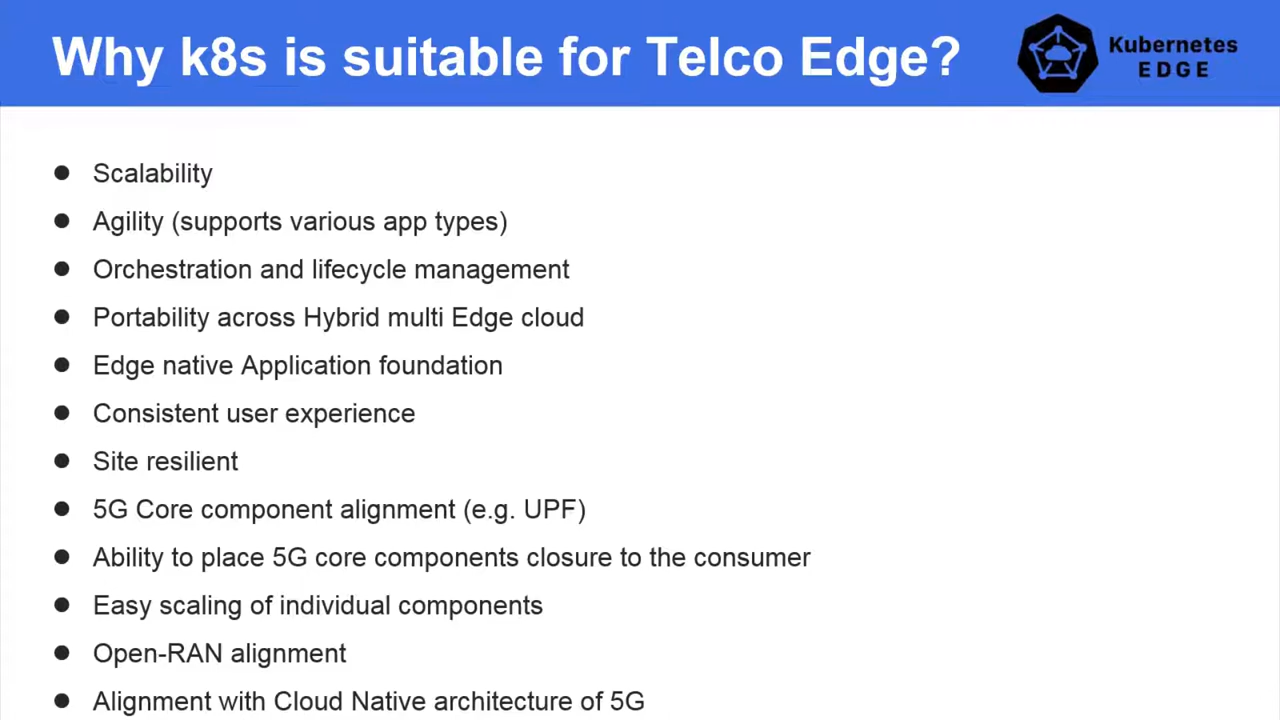 Why k8s is suitable for Telco Edge?
Kubernetes
EDGE
● Scalability
● Agility (supports various app types)
● Orchestration and lifecycle management
● Portability across Hybrid multi Edge cloud
● Edge native Application foundation
● Consistent user experience
● Site resilient
● 5G Core component alignment (e.g. UPF)
● Ability to place 5G core components closure to the consumer
● Easy scaling of individual components
● Open-RAN alignment
● Alignment with Cloud Native architecture of 5G